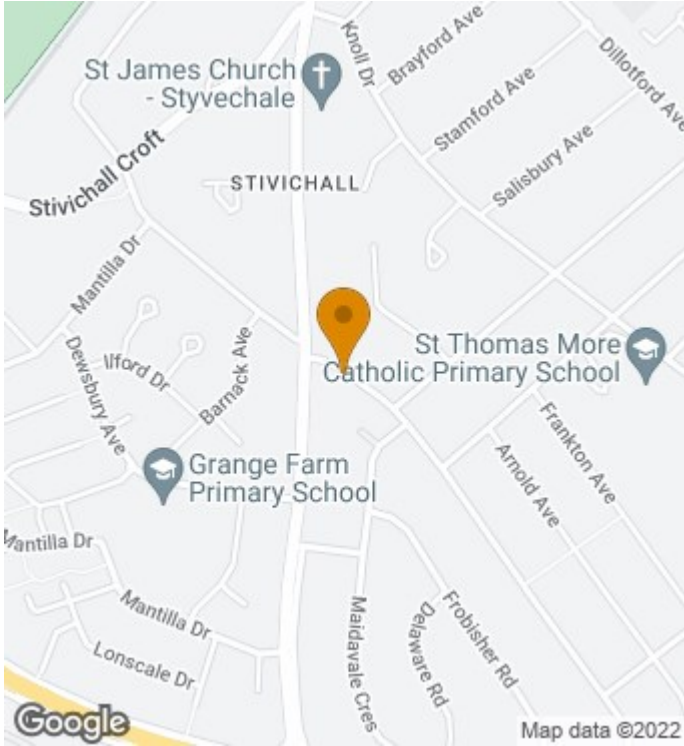 Knoll Dr
Brayford Ave
Dillotford Ave
St James Church
- Styvechale
Stamford Ave
Salisbury Ave
STIVICHALL
Stivichall Croft
Mantilla Dr
Barnack Ave
Ilford Dr
Dewsbury Ave
St Thomas More
Catholic Primary School
Frankton Ave
Arnold Ave
Grange Farm
Primary School
Mantilla Dr
Mantilla Dr
Lonscale Dr
Maidavale Cres
Delaware Rd
Frobisher Rd
Google
Map data ©2022